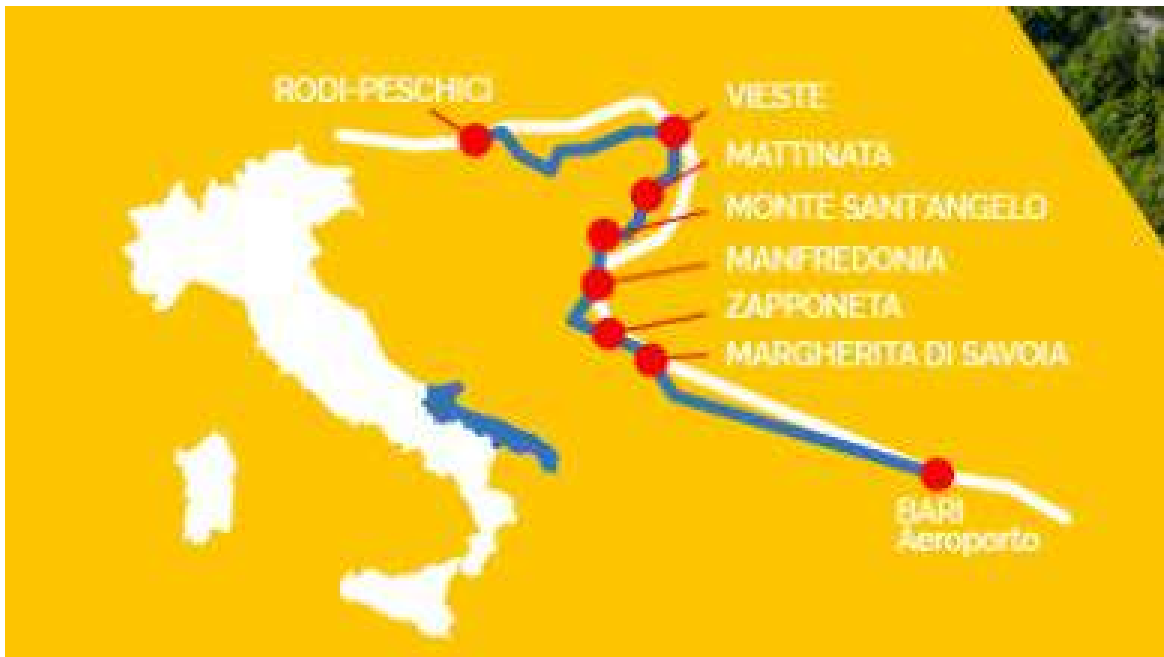 RODI-PESCHICI
VIESTE
MATTINATA
MONTE SANT'ANGELO
MANFREDONIA
ZAPPONETA
MARGHERITA DI SAVOIA
BARI
Aeroporto